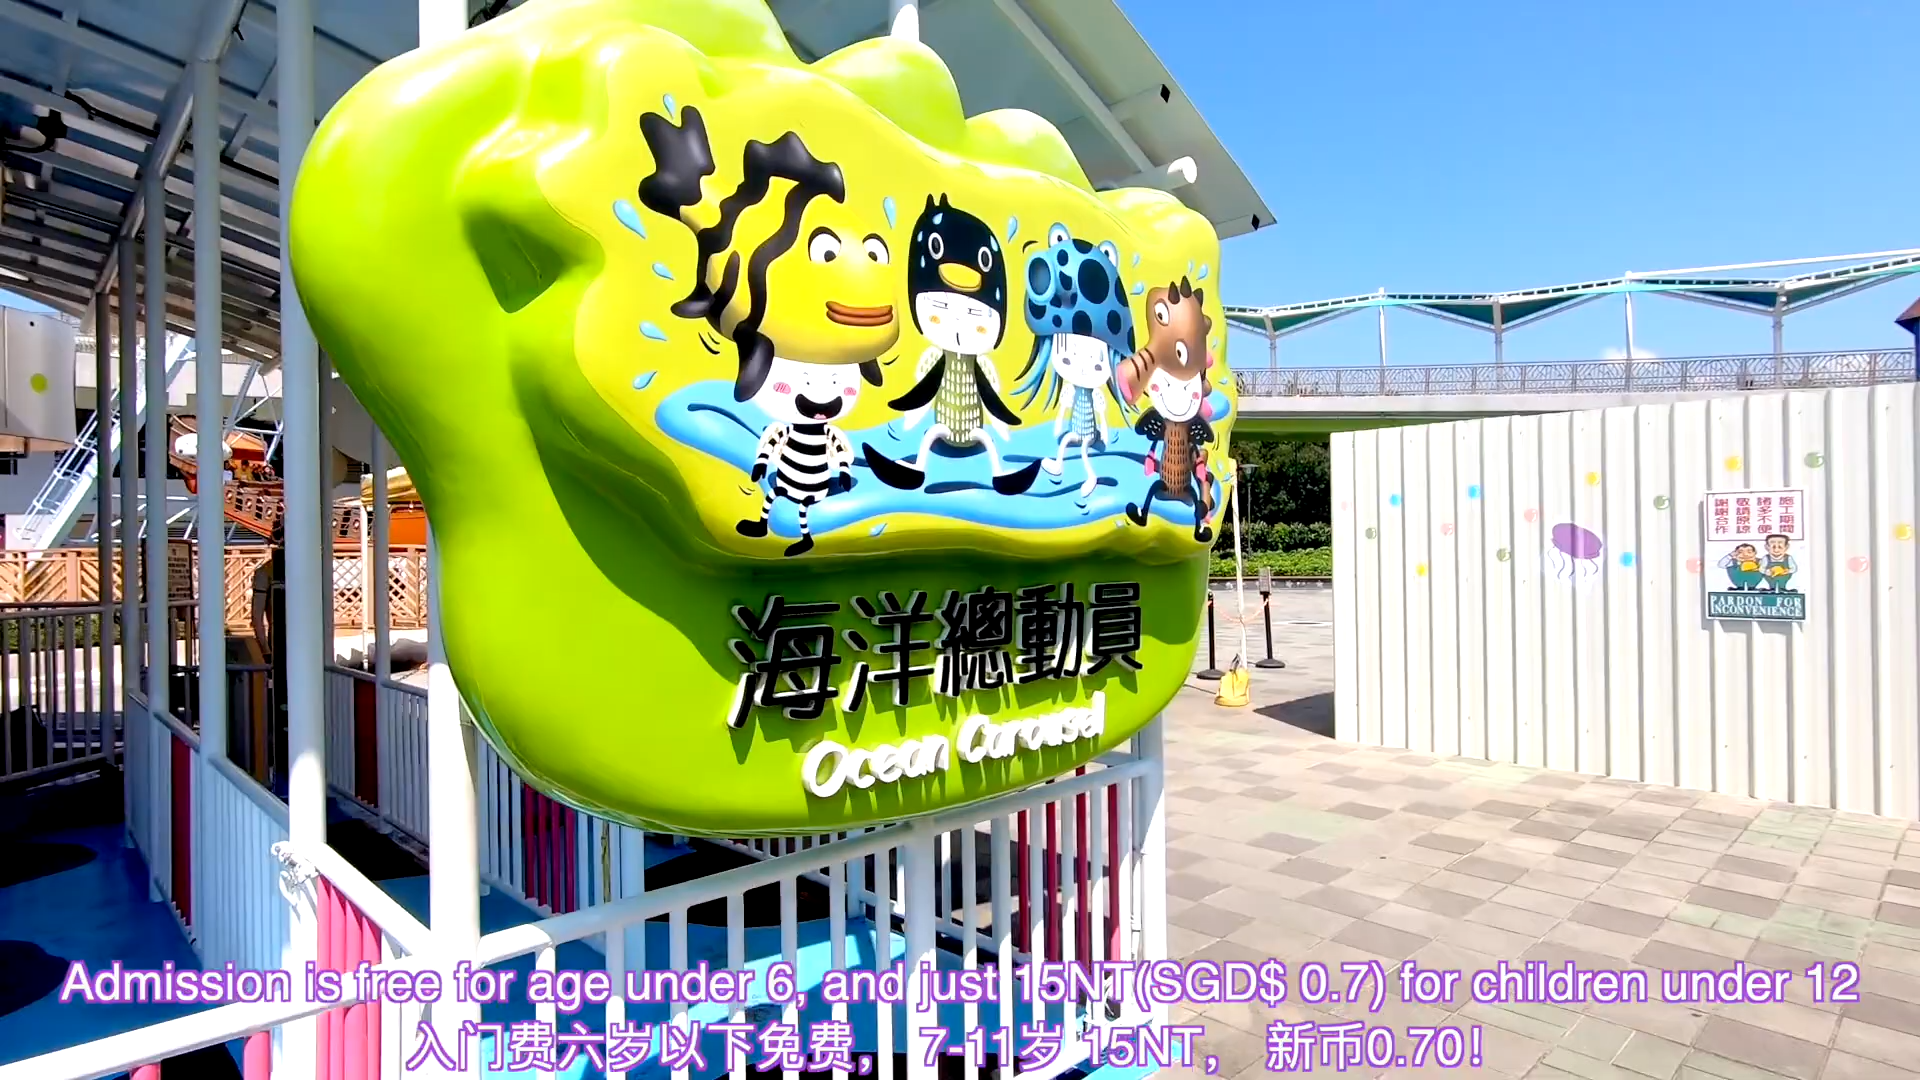 海洋總動員
Ocean Carousel
施工期間
諸多不便
敬請原諒
謝謝合作
PARDON FOR
INCONVENIENCE
Admission is free for age under 6, and just 15NT(SGD$ 0.7) for children under 12
入门费六岁以下免费， 7-11岁 15NT， 新币0.70！